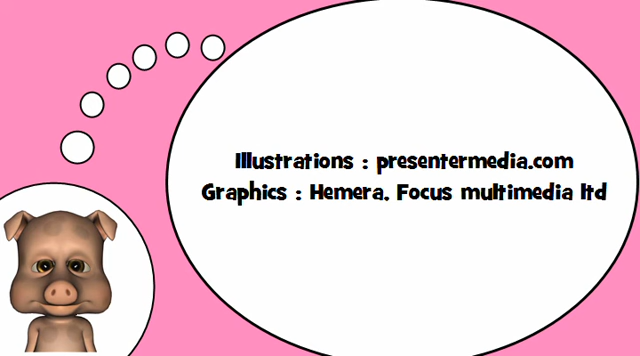 Illustrations : presentermedia.com
Graphics : Hemera. Focus multimedia ltd